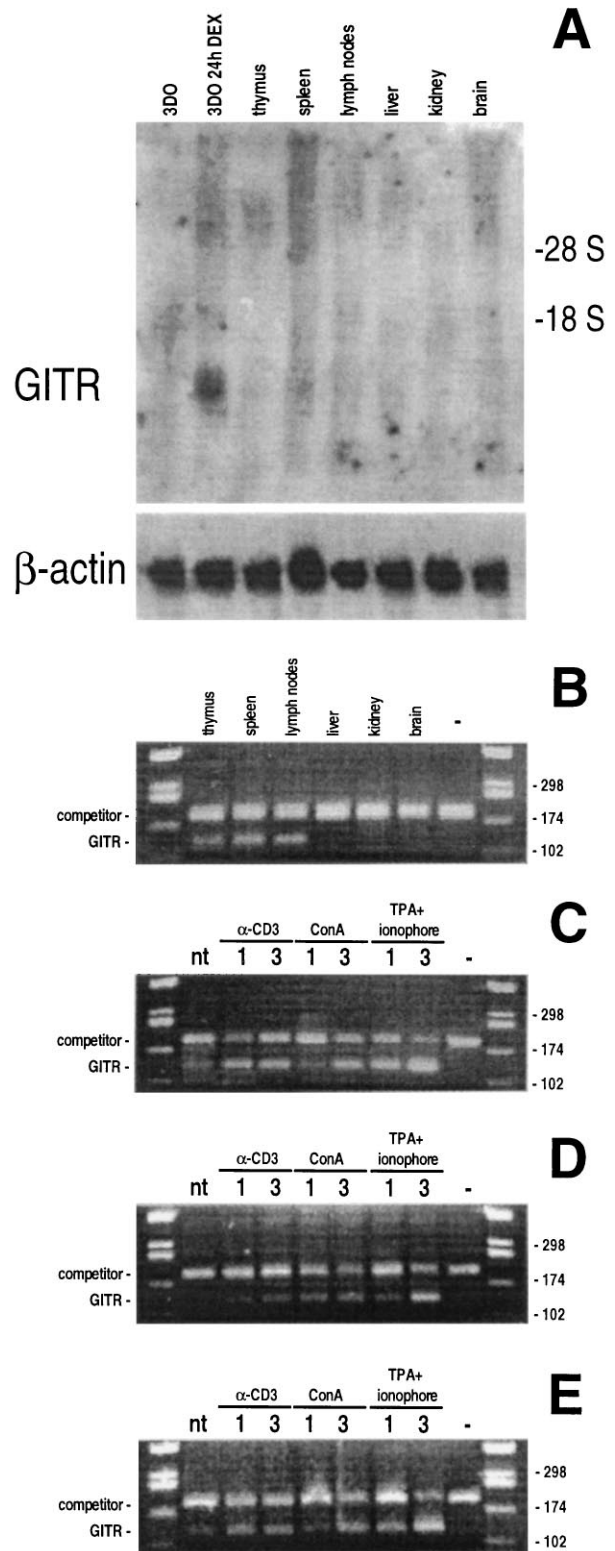 A
3DO
3DO 24h DEX
thymus
spleen
lymph nodes
liver
kidney
brain
-28 S
-18 S
GITR
β-actin
B
thymus
spleen
lymph nodes
liver
kidney
brain
-
competitor -
GITR -
- 298
- 174
- 102
C
α-CD3 ConA TPA+ ionophore
nt 1 3 1 3 1 3 -
competitor -
GITR -
- 298
- 174
- 102
D
α-CD3 ConA TPA+ ionophore
nt 1 3 1 3 1 3 -
competitor -
GITR -
- 298
- 174
- 102
E
α-CD3 ConA TPA+ ionophore
nt 1 3 1 3 1 3 -
competitor -
GITR -
- 298
- 174
- 102